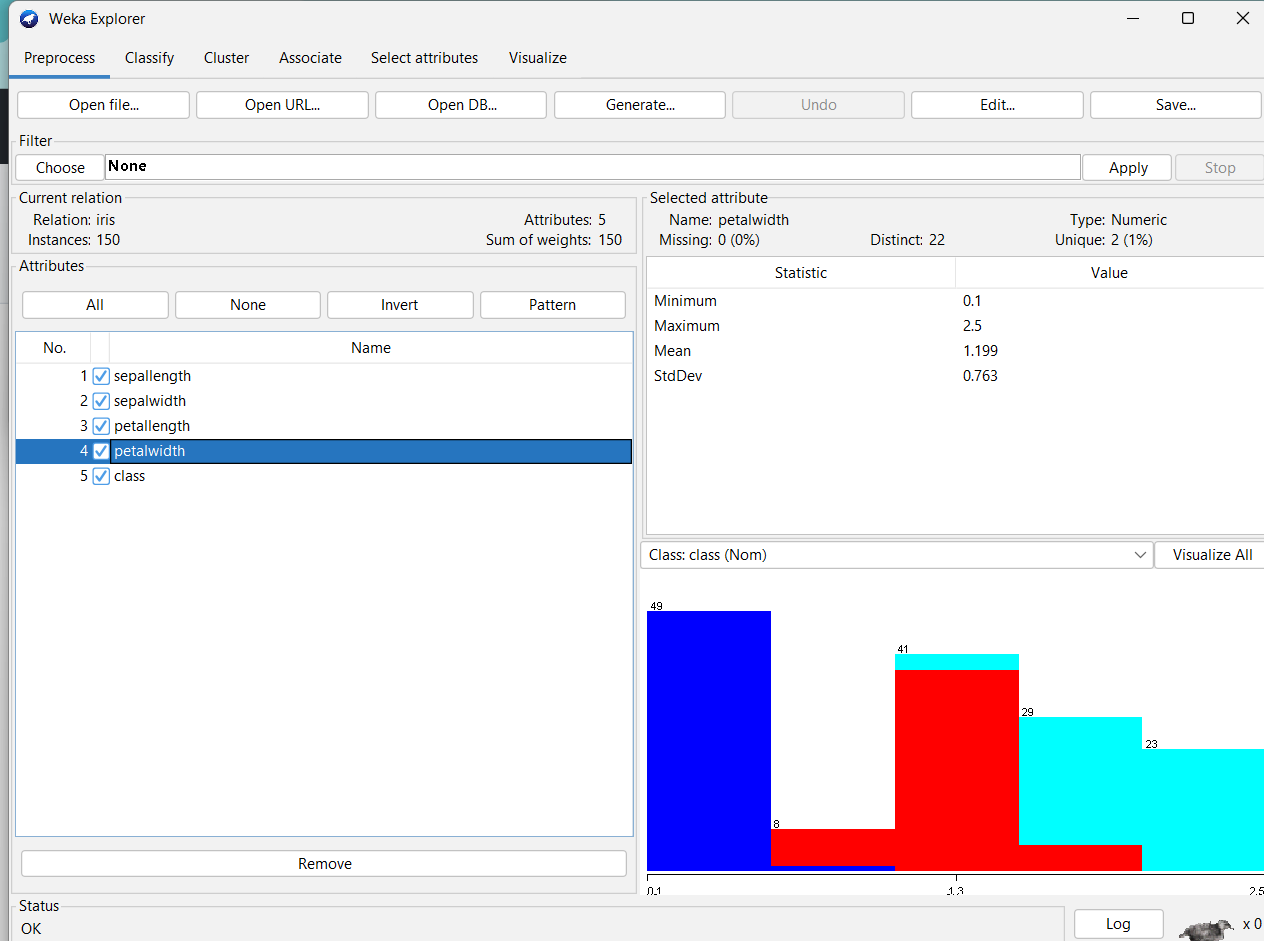 Weka Explorer
Preprocess Classify Cluster Associate Select attributes Visualize
Open file... Open URL... Open DB... Generate... Undo Edit... Save...
Filter
Choose None Apply Stop
Current relation
Relation: iris Attributes: 5
Instances: 150 Sum of weights: 150
Attributes
All None Invert Pattern
No. Name
1 sepallength
2 sepalwidth
3 petallength
4 petalwidth
5 class
Remove
Selected attribute
Name: petalwidth Type: Numeric
Missing: 0 (0%) Distinct: 22 Unique: 2 (1%)
Statistic Value
Minimum 0.1
Maximum 2.5
Mean 1.199
StdDev 0.763
Class: class (Nom) Visualize All
49
41
29
23
8
0.1 1.3 2.5
Status
OK
Log x 0